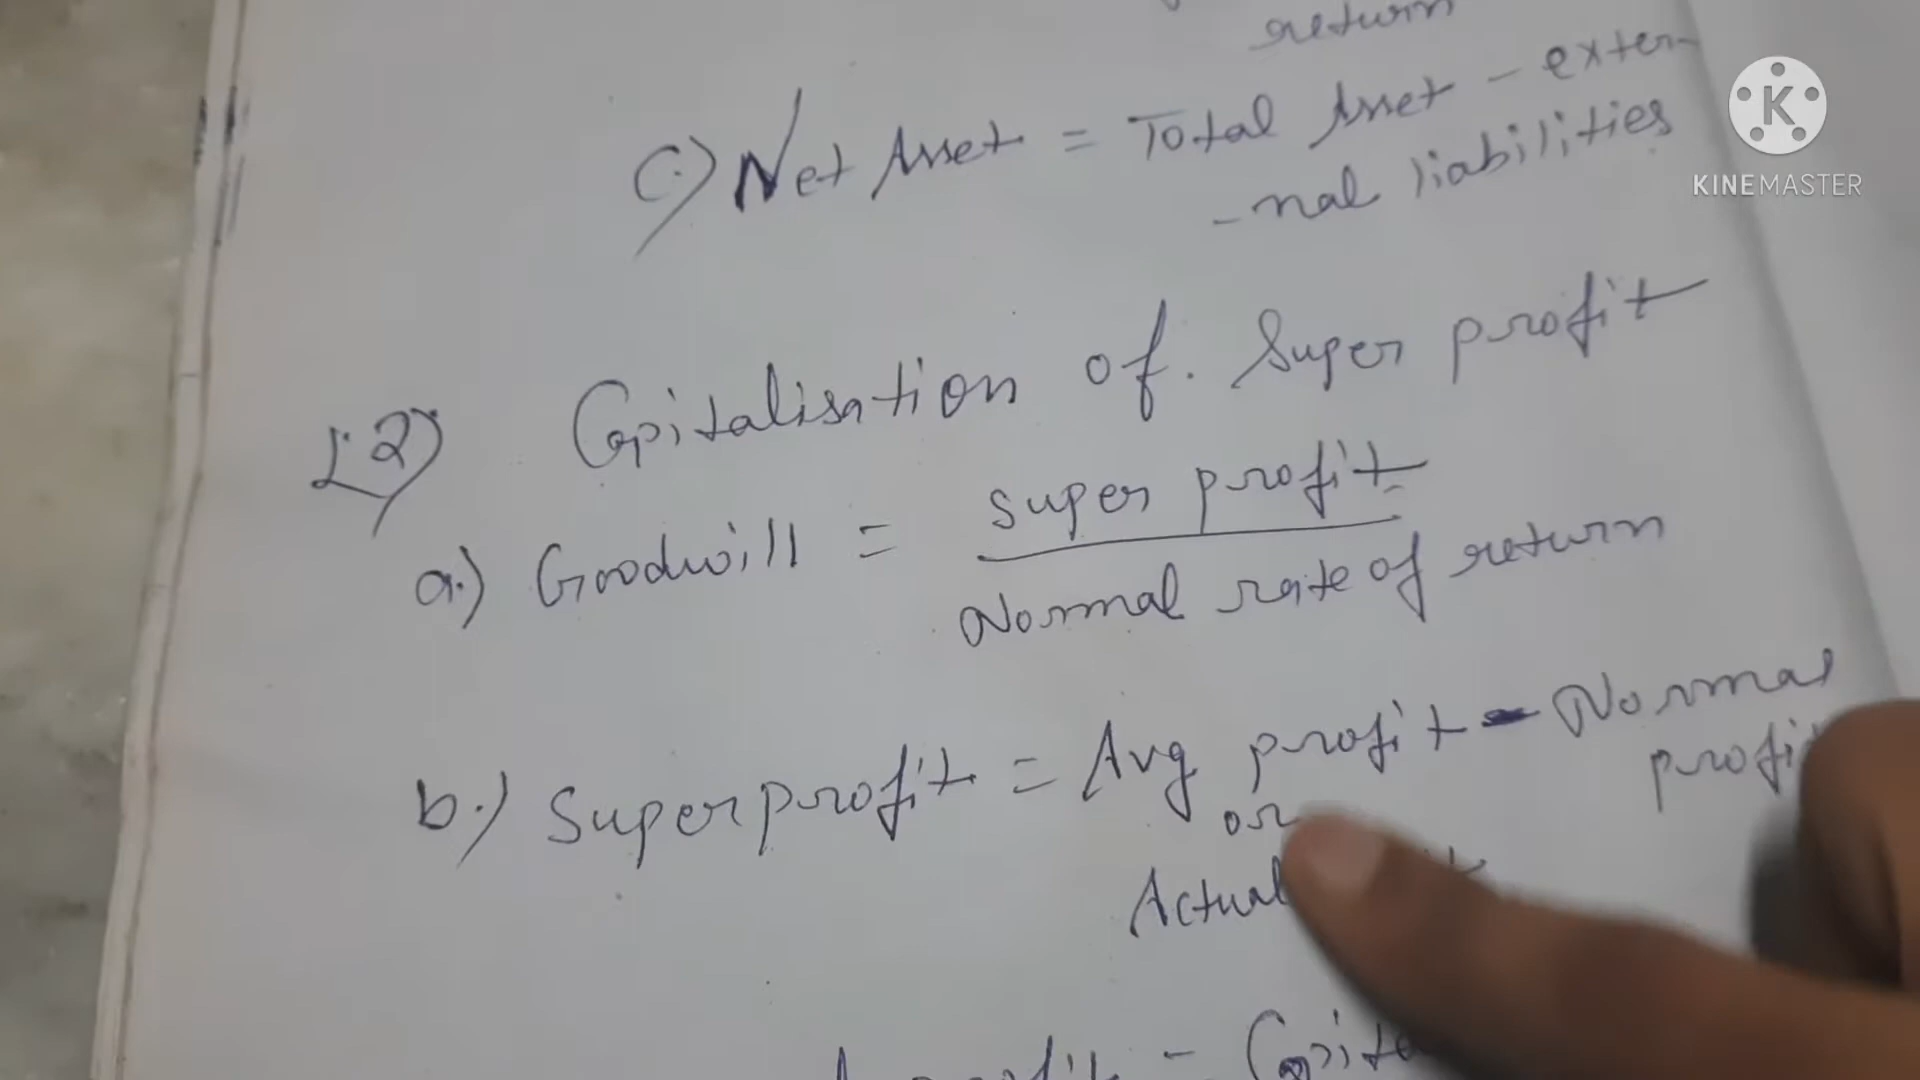 return
c.) Net Asset = Total Asset - exter-
-nal liabilities
KINEMASTER
(2) Capitalisation of. Super profit
a.) Goodwill = super profit
Normal rate of return
b.) Superprofit = Avg profit - Normal
profit
or
Actual